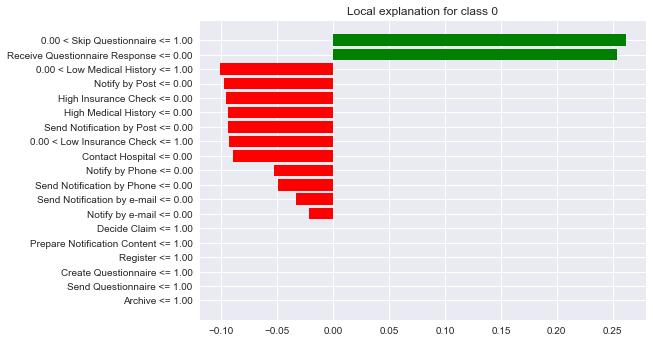 Local explanation for class 0
0.00 < Skip Questionnaire <= 1.00
Receive Questionnaire Response <= 0.00
0.00 < Low Medical History <= 1.00
Notify by Post <= 0.00
High Insurance Check <= 0.00
High Medical History <= 0.00
Send Notification by Post <= 0.00
0.00 < Low Insurance Check <= 1.00
Contact Hospital <= 0.00
Notify by Phone <= 0.00
Send Notification by Phone <= 0.00
Send Notification by e-mail <= 0.00
Notify by e-mail <= 0.00
Decide Claim <= 1.00
Prepare Notification Content <= 1.00
Register <= 1.00
Create Questionnaire <= 1.00
Send Questionnaire <= 1.00
Archive <= 1.00
−0.10 −0.05 0.00 0.05 0.10 0.15 0.20 0.25